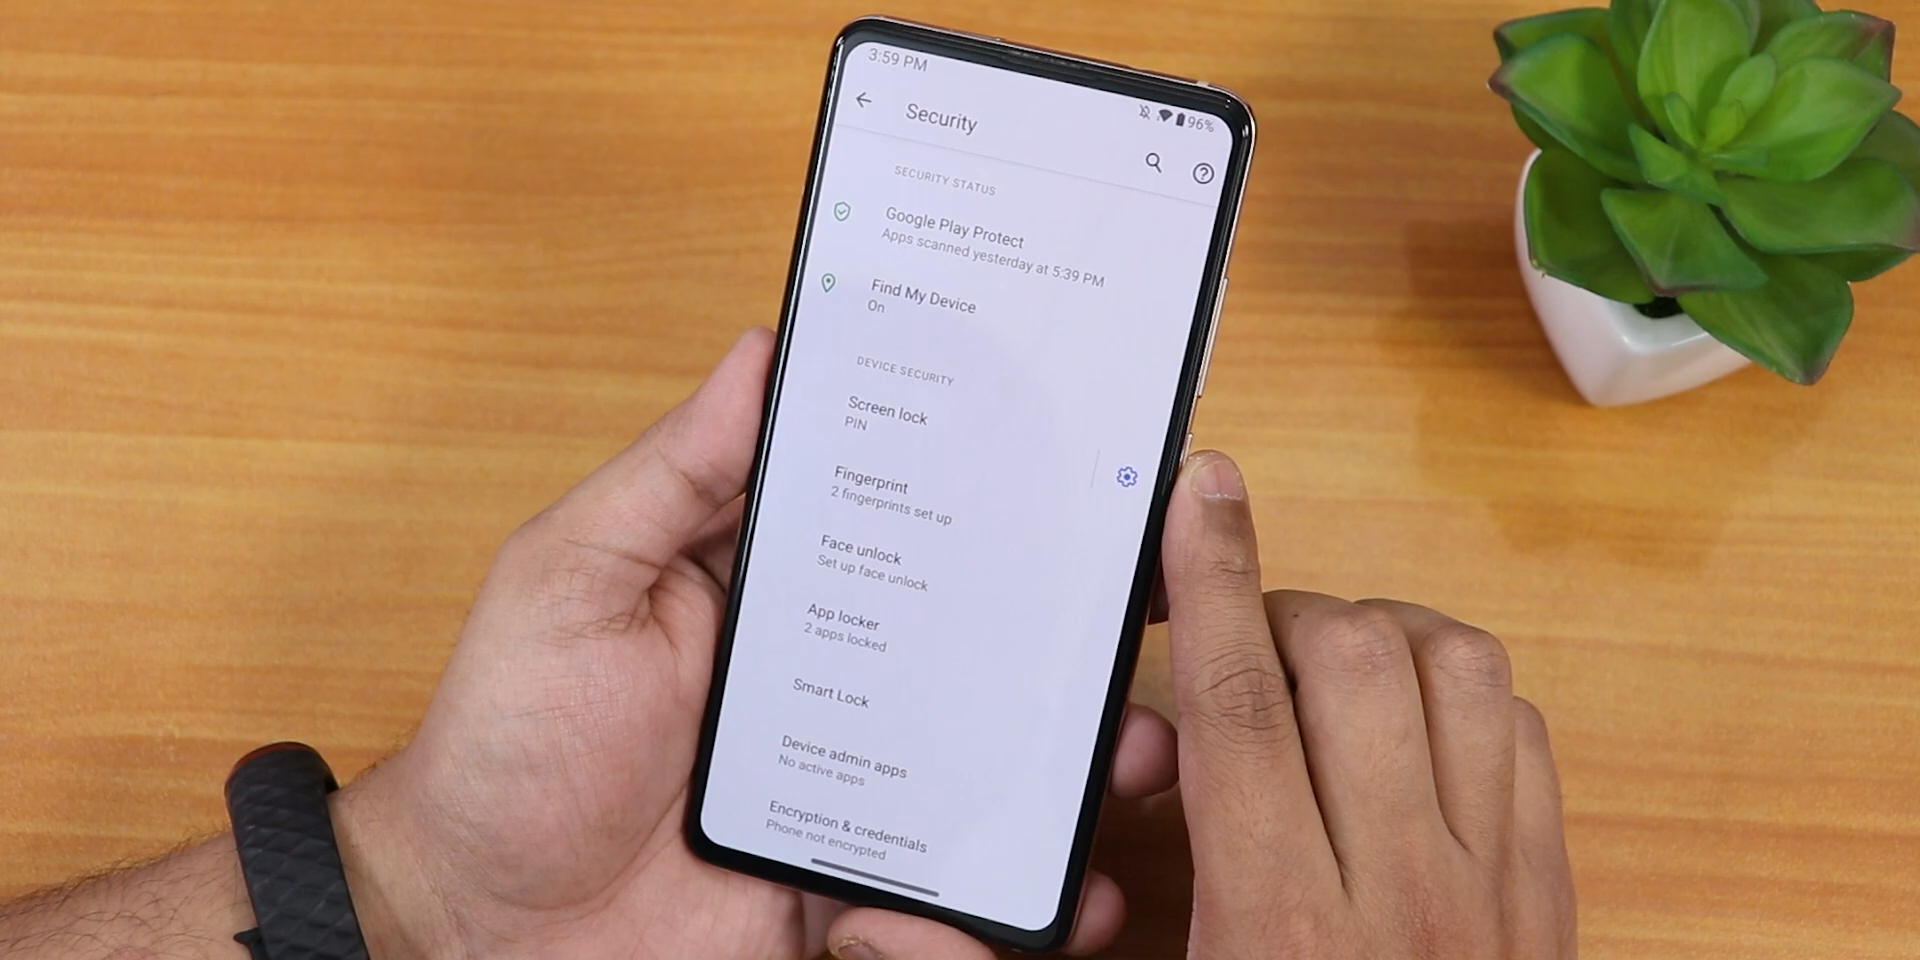 3:59 PM
96%
Security
SECURITY STATUS
Google Play Protect
Apps scanned yesterday at 5:39 PM
Find My Device
On
DEVICE SECURITY
Screen lock
PIN
Fingerprint
2 fingerprints set up
Face unlock
Set up face unlock
App locker
2 apps locked
Smart Lock
Device admin apps
No active apps
Encryption & credentials
Phone not encrypted